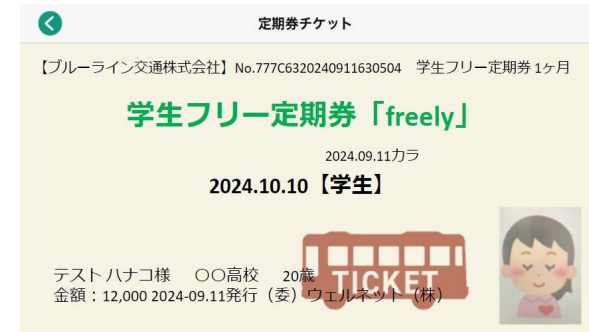 定期券チケット
【ブルーライン交通株式会社】No.777C6320240911630504 学生フリー定期券 1ヶ月
学生フリー定期券「freely」
2024.09.11カラ
2024.10.10【学生】
TICKET
テスト ハナコ様 〇〇高校 20歳
金額：12,000 2024-09.11発行（委）ウェルネット（株）